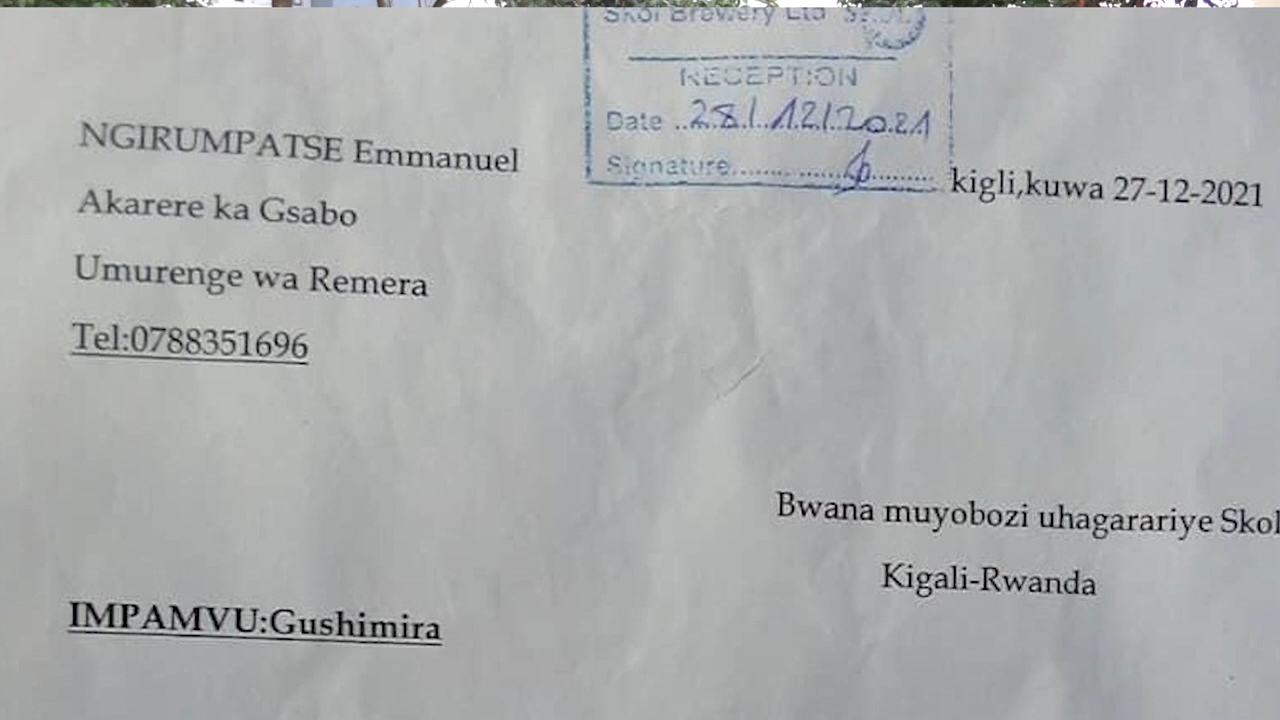 Skol Brewery Ltd
RECEPTION
Date ..28/12/2021
Signature....................
NGIRUMPATSE Emmanuel
kigli,kuwa 27-12-2021
Akarere ka Gsabo
Umurenge wa Remera
Tel:0788351696
Bwana muyobozi uhagarariye Skol
Kigali-Rwanda
IMPAMVU:Gushimira